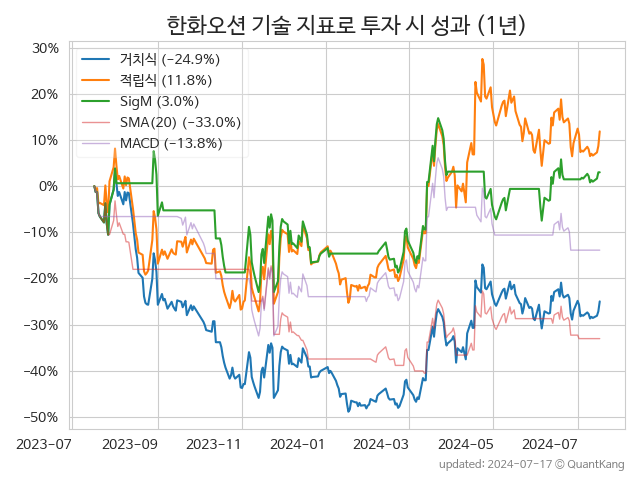 한화오션 기술 지표로 투자 시 성과 (1년)
30%
20%
10%
0%
−10%
−20%
−30%
−40%
−50%
거치식 (−24.9%)
적립식 (11.8%)
SigM (3.0%)
SMA(20) (−33.0%)
MACD (−13.8%)
2023-07 2023-09 2023-11 2024-01 2024-03 2024-05 2024-07
updated: 2024-07-17 © QuantKang